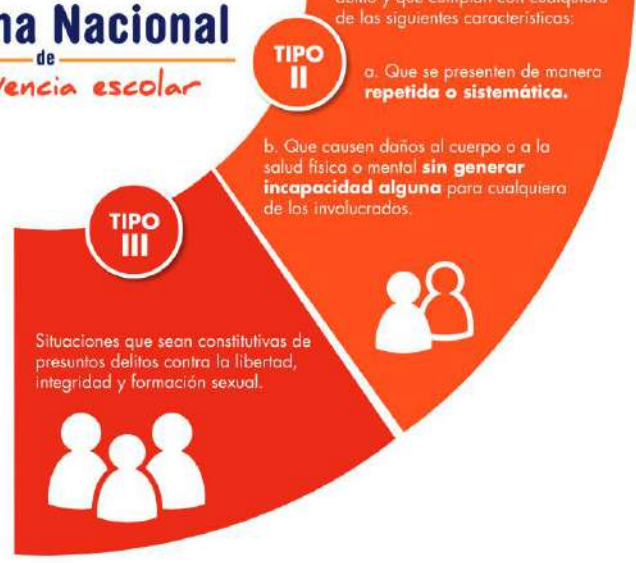 na Nacional
de
vencia escolar
delito y que cumplan con cualquiera
de las siguientes características:
TIPO
II
a. Que se presenten de manera
repetida o sistemática.
b. Que causen daños al cuerpo o a la
salud física o mental sin generar
incapacidad alguna para cualquiera
de los involucrados.
TIPO
III
Situaciones que sean constitutivas de
presuntos delitos contra la libertad,
integridad y formación sexual.